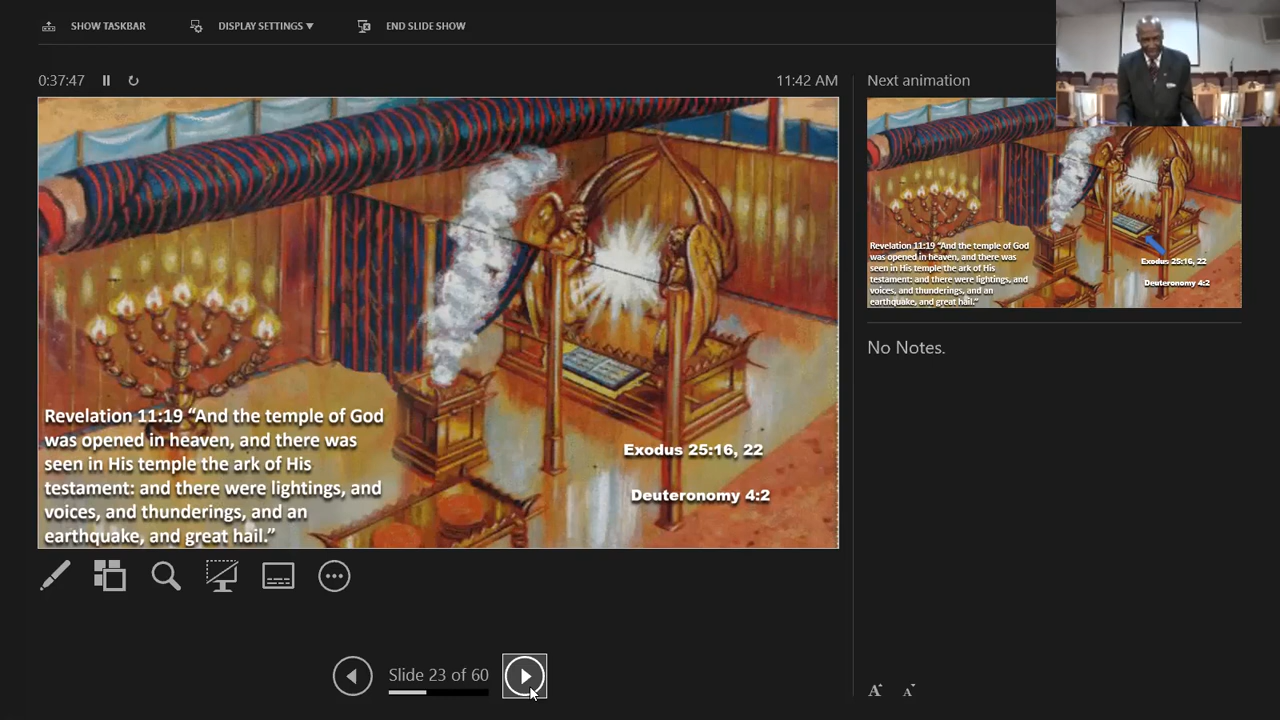 SHOW TASKBAR
DISPLAY SETTINGS ▼
END SLIDE SHOW
0:37:47
11:42 AM
Next animation
Revelation 11:19 “And the temple of God
was opened in heaven, and there was
seen in His temple the ark of His
testament: and there were lightings, and
voices, and thunderings, and an
earthquake, and great hail.”
Exodus 25:16, 22
Deuteronomy 4:2
Revelation 11:19 “And the temple of God
was opened in heaven, and there was
seen in His temple the ark of His
testament: and there were lightings, and
voices, and thunderings, and an
earthquake, and great hail.”
Exodus 25:16, 22
Deuteronomy 4:2
No Notes.
Slide 23 of 60
A A